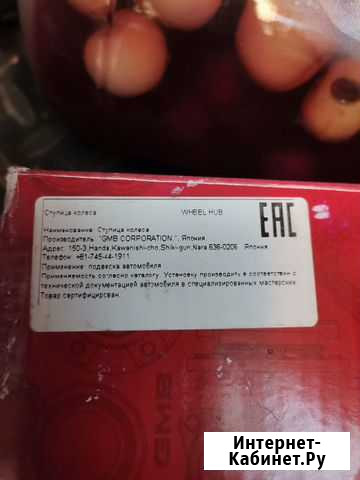 Ступица колеса WHEEL HUB EAC
Наименование: Ступица колеса
Производитель: "GMB CORPORATION", Япония
Адрес: 150-3,Handa,Kawanishi-cho,Shiki-gun,Nara 636-0206 Япония
Телефон: +81-745-44-1911
Применение: подвеска автомобиля
Применяемость согласно каталогу. Установку производить в соответствии с
технической документацией автомобиля в специализированных мастерских.
Товар сертифицирован.
GMB
Интернет-
Кабинет.Ру